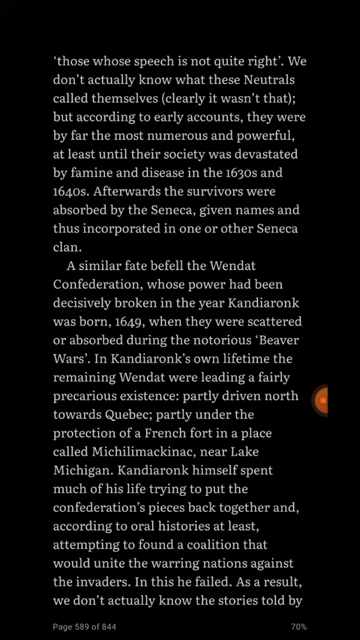 ‘those whose speech is not quite right’. We
don’t actually know what these Neutrals
called themselves (clearly it wasn’t that);
but according to early accounts, they were
by far the most numerous and powerful,
at least until their society was devastated
by famine and disease in the 1630s and
1640s. Afterwards the survivors were
absorbed by the Seneca, given names and
thus incorporated in one or other Seneca
clan.
A similar fate befell the Wendat
Confederation, whose power had been
decisively broken in the year Kandiaronk
was born, 1649, when they were scattered
or absorbed during the notorious ‘Beaver
Wars’. In Kandiaronk’s own lifetime the
remaining Wendat were leading a fairly
precarious existence: partly driven north
towards Quebec; partly under the
protection of a French fort in a place
called Michilimackinac, near Lake
Michigan. Kandiaronk himself spent
much of his life trying to put the
confederation’s pieces back together and,
according to oral histories at least,
attempting to found a coalition that
would unite the warring nations against
the invaders. In this he failed. As a result,
we don’t actually know the stories told by
Page 589 of 844 70%